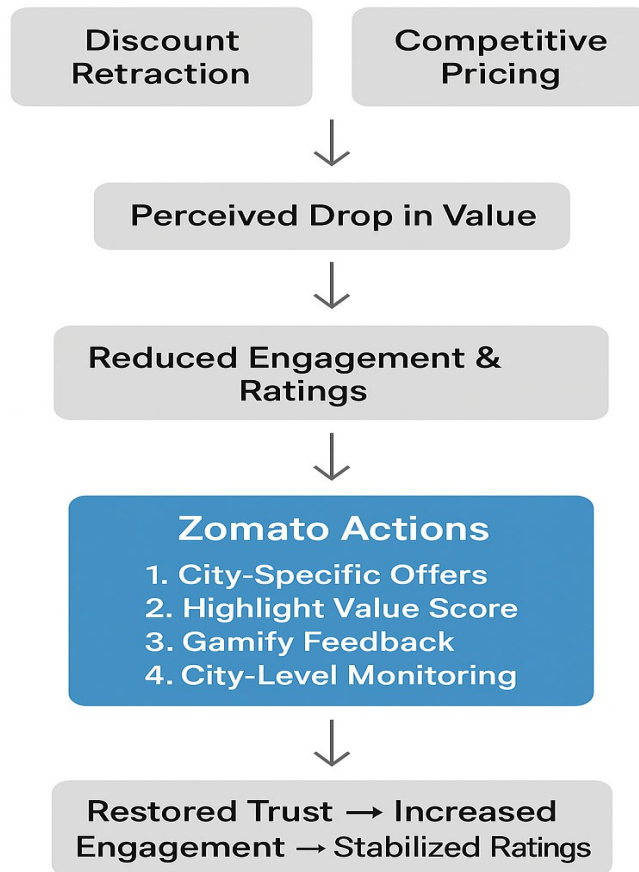 Discount
Retraction
Competitive
Pricing
Perceived Drop in Value
Reduced Engagement &
Ratings
Zomato Actions
1. City-Specific Offers
2. Highlight Value Score
3. Gamify Feedback
4. City-Level Monitoring
Restored Trust → Increased
Engagement → Stabilized Ratings